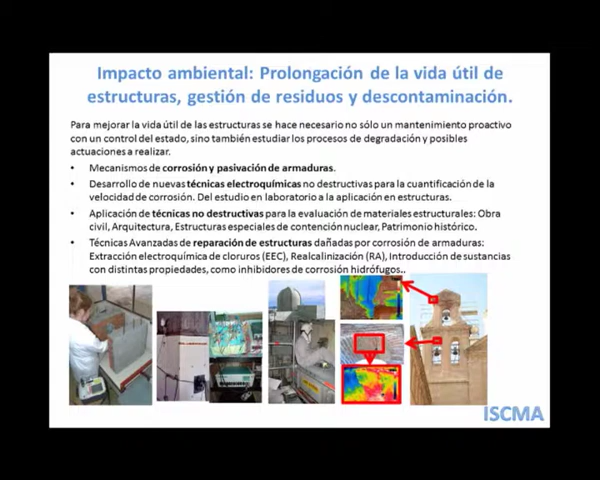 Impacto ambiental: Prolongación de la vida útil de
estructuras, gestión de residuos y descontaminación.
Para mejorar la vida útil de las estructuras se hace necesario no sólo un mantenimiento proactivo
con un control del estado, sino también estudiar los procesos de degradación y posibles
actuaciones a realizar.
• Mecanismos de corrosión y pasivación de armaduras.
• Desarrollo de nuevas técnicas electroquímicas no destructivas para la cuantificación de la
velocidad de corrosión. Del estudio en laboratorio a la aplicación en estructuras.
• Aplicación de técnicas no destructivas para la evaluación de materiales estructurales: Obra
civil, Arquitectura, Estructuras especiales de contención nuclear, Patrimonio histórico.
• Técnicas Avanzadas de reparación de estructuras dañadas por corrosión de armaduras:
Extracción electroquímica de cloruros (EEC), Realcalinización (RA), Introducción de sustancias
con distintas propiedades, como inhibidores de corrosión hidrófugos..
ISCMA